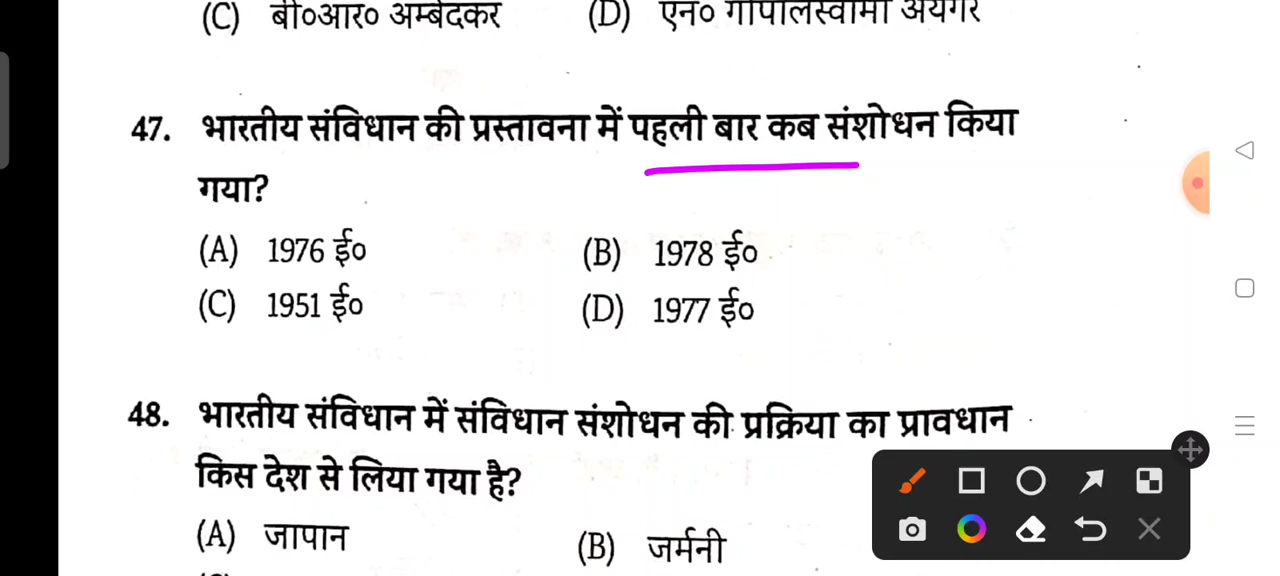 (C) बी०आर० अम्बेदकर (D) एन० गोपालस्वामी अयंगर
47. भारतीय संविधान की प्रस्तावना में पहली बार कब संशोधन किया
गया?
(A) 1976 ई० (B) 1978 ई०
(C) 1951 ई० (D) 1977 ई०
48. भारतीय संविधान में संविधान संशोधन की प्रक्रिया का प्रावधान
किस देश से लिया गया है?
(A) जापान (B) जर्मनी